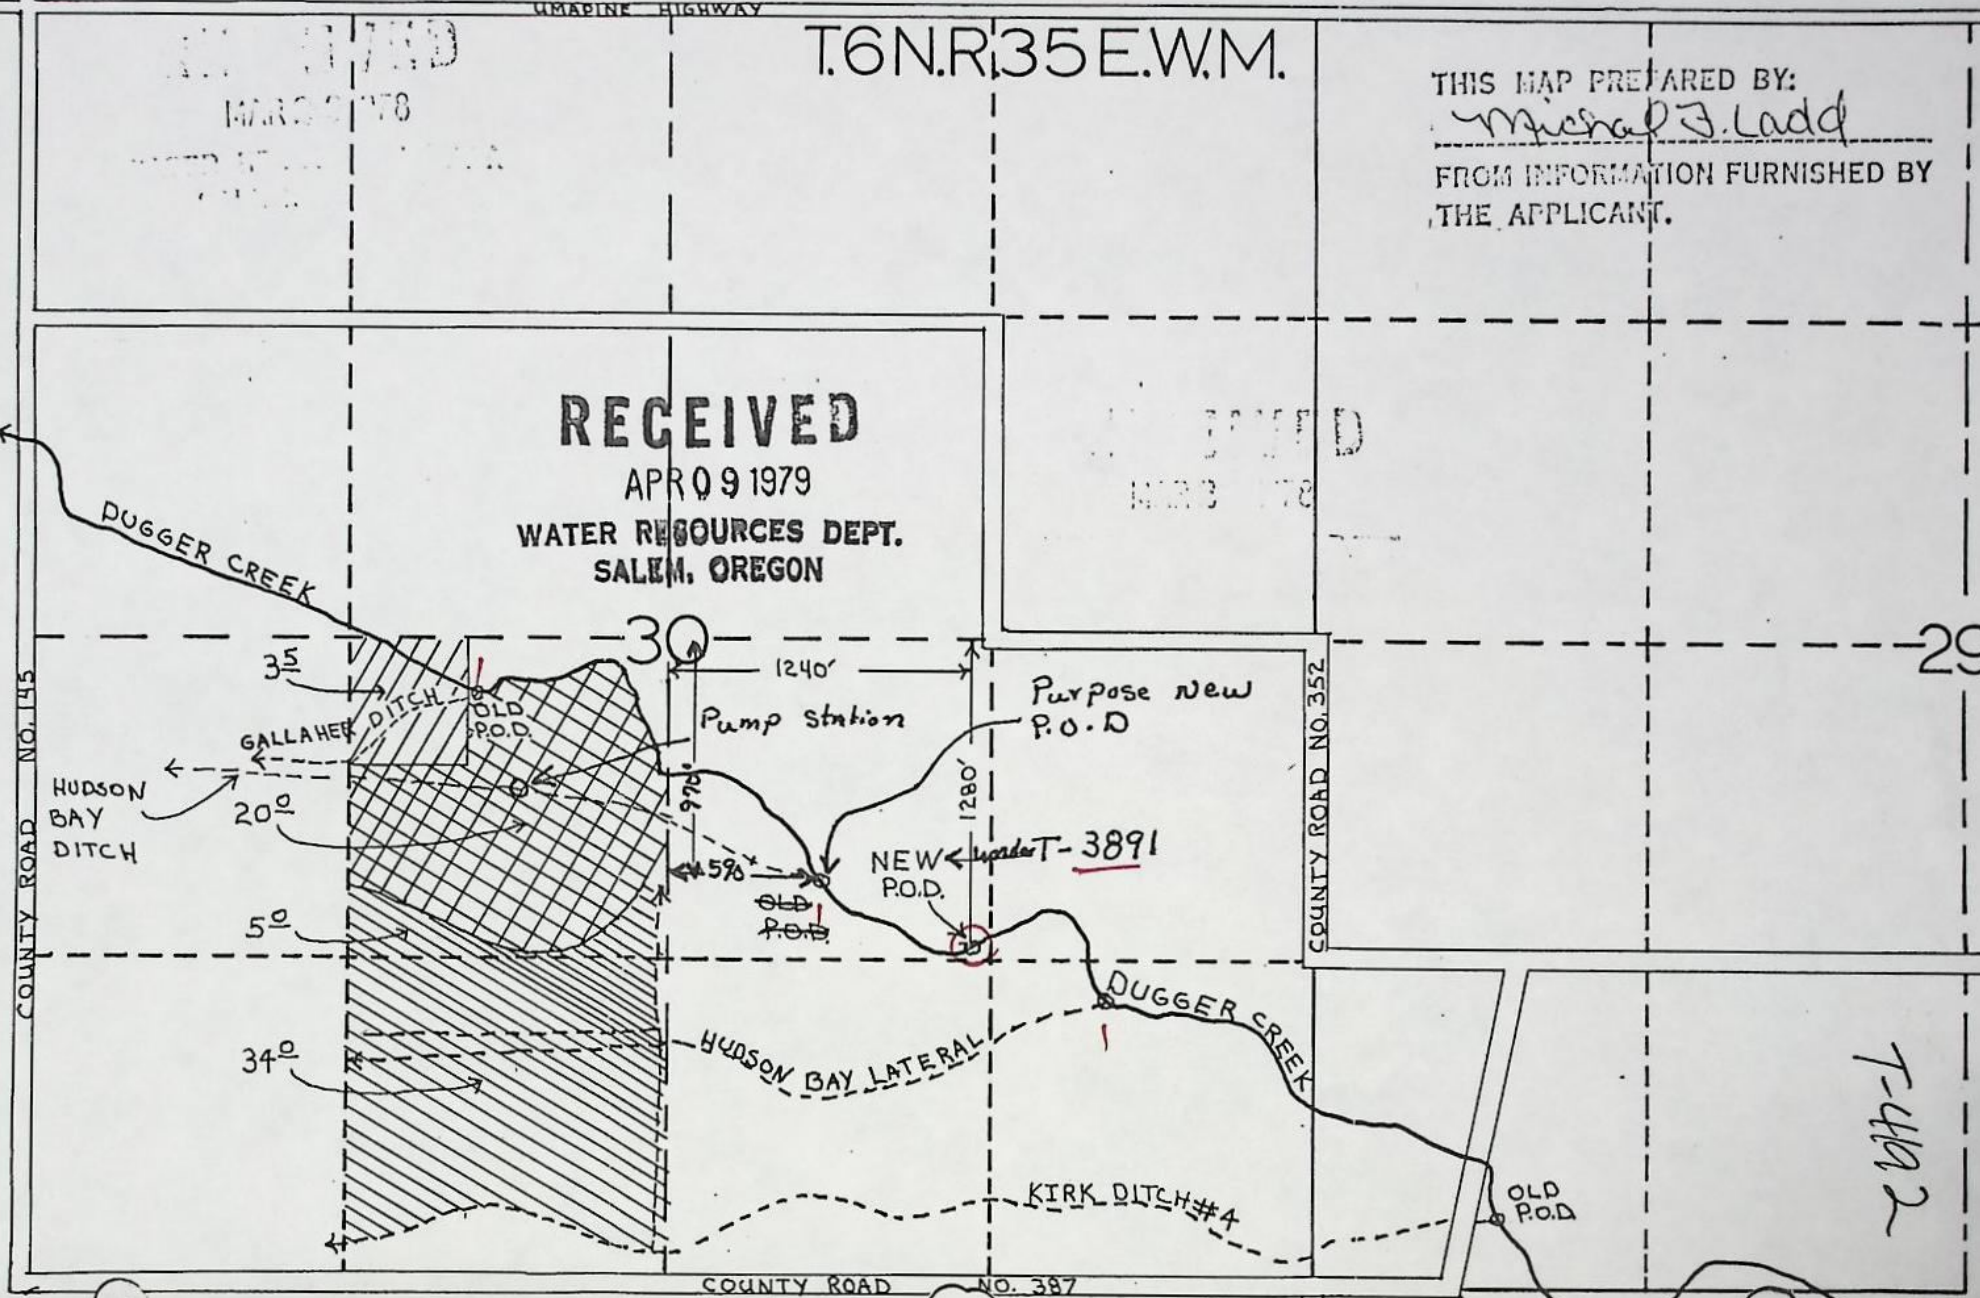 UMAPINE HIGHWAY
T.6N.R.35E.W.M.
THIS MAP PREPARED BY:
Michael F. Ladd
FROM INFORMATION FURNISHED BY
THE APPLICANT.
RECEIVED
APR 09 1979
WATER RESOURCES DEPT.
SALEM, OREGON
DUGGER CREEK
30
29
3 5
1240'
Purpose New
P.O.D
Pump Station
OLD
P.O.D.
GALLAHER DITCH
HUDSON
BAY
DITCH
20 0
970'
1280'
NEW
P.O.D.
under T-3891
590
OLD
P.O.D.
5 0
34 0
COUNTY ROAD NO. 145
COUNTY ROAD NO. 352
DUGGER CREEK
HUDSON BAY LATERAL
KIRK DITCH #4
OLD
P.O.D.
COUNTY ROAD NO. 387